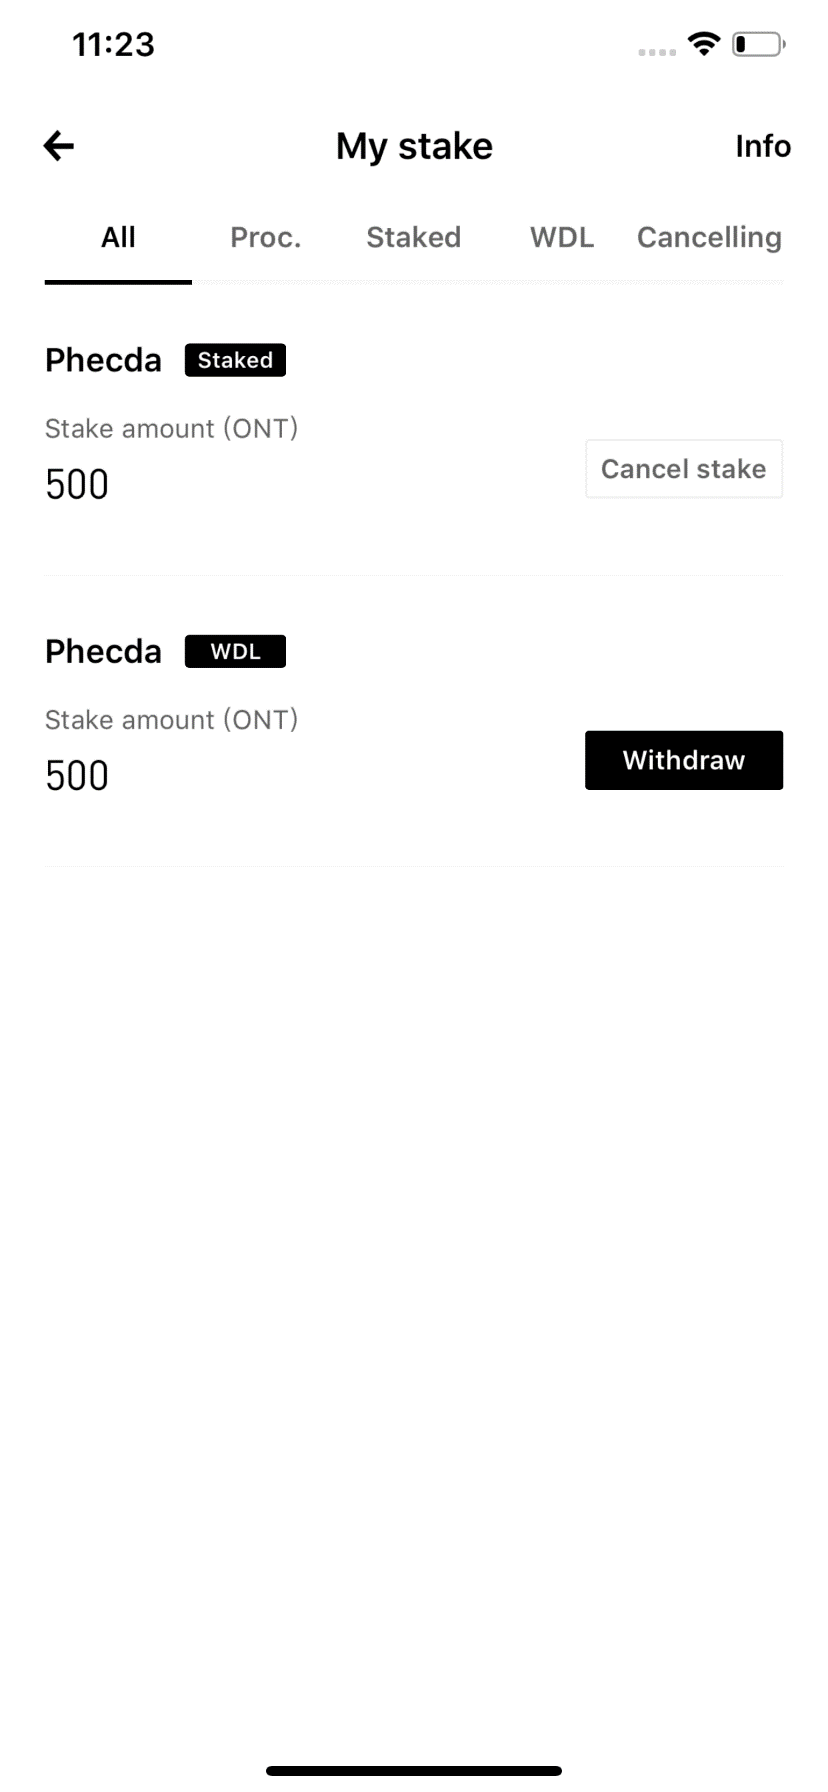 11:23
My stake
Info
All
Proc.
Staked
WDL
Cancelling
Phecda
Staked
Stake amount (ONT)
500
Cancel stake
Phecda
WDL
Stake amount (ONT)
500
Withdraw